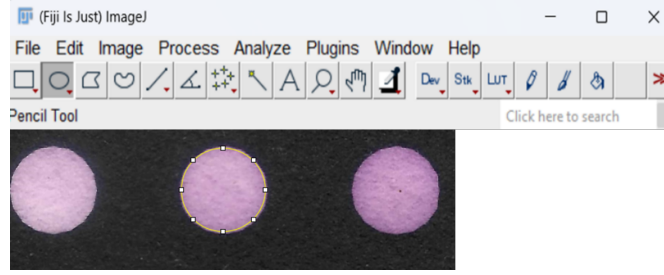 (Fiji Is Just) ImageJ
File Edit Image Process Analyze Plugins Window Help
A Dev Stk LUT
Pencil Tool Click here to search